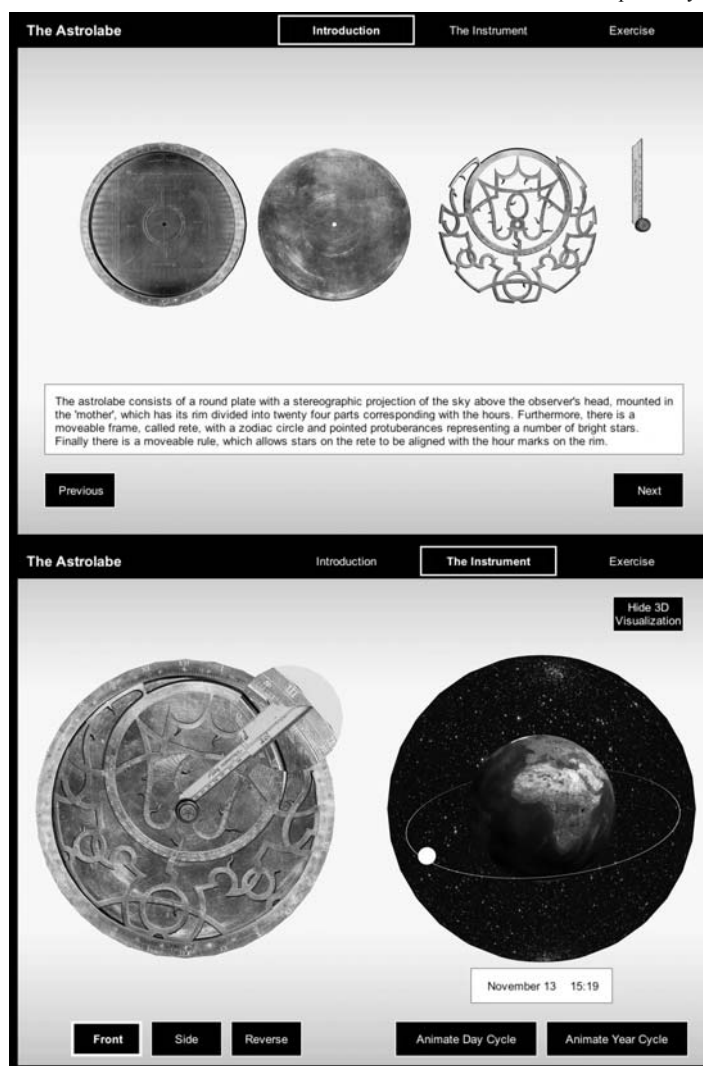 The Astrolabe
Introduction
The Instrument
Exercise
The astrolabe consists of a round plate with a stereographic projection of the sky above the observer's head, mounted in
the 'mother', which has its rim divided into twenty four parts corresponding with the hours. Furthermore, there is a
moveable frame, called rete, with a zodiac circle and pointed protuberances representing a number of bright stars.
Finally there is a moveable rule, which allows stars on the rete to be aligned with the hour marks on the rim.
Previous
Next
The Astrolabe
Introduction
The Instrument
Exercise
Hide 3D
Visualization
November 13 15:19
Front
Side
Reverse
Animate Day Cycle
Animate Year Cycle